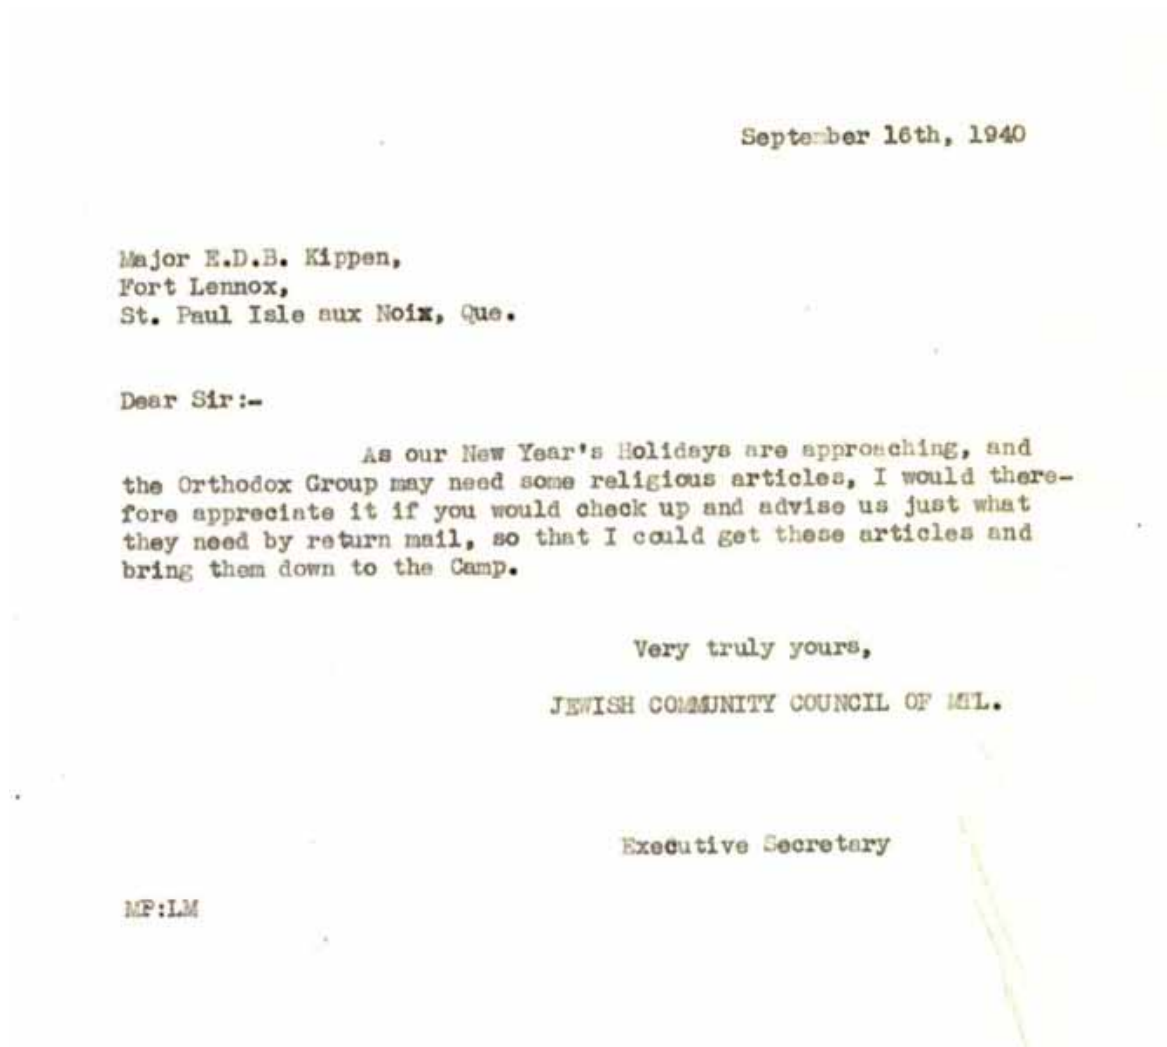 September 16th, 1940
Major E.D.B. Kippen,
Fort Lennox,
St. Paul Isle aux Noix, Que.
Dear Sir:-
As our New Year's Holidays are approaching, and
the Orthodox Group may need some religious articles, I would there-
fore appreciate it if you would check up and advise us just what
they need by return mail, so that I could get these articles and
bring them down to the Camp.
Very truly yours,
JEWISH COMMUNITY COUNCIL OF MTL.
Executive Secretary
MP:LM